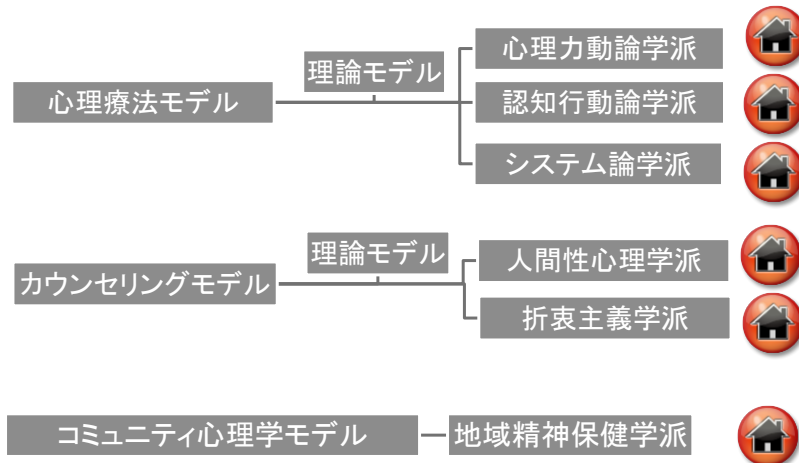 心理力動論学派
理論モデル
心理療法モデル
認知行動論学派
システム論学派
理論モデル
人間性心理学派
カウンセリングモデル
折衷主義学派
コミュニティ心理学モデル
地域精神保健学派